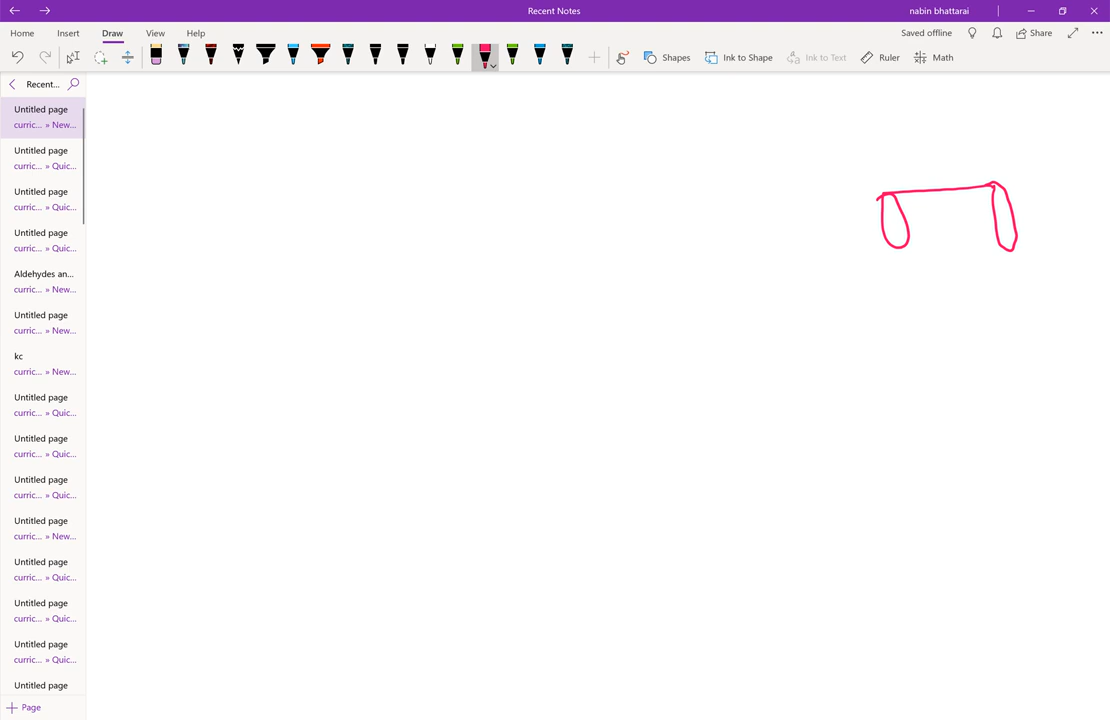 Recent Notes
nabin bhattarai
Home Insert Draw View Help
Saved offline
Share
Shapes
Ink to Shape
Ink to Text
Ruler
Math
Recent...
Untitled page
curric... » New...
Untitled page
curric... » Quic...
Untitled page
curric... » Quic...
Untitled page
curric... » Quic...
Aldehydes an...
curric... » New...
Untitled page
curric... » New...
kc
curric... » New...
Untitled page
curric... » Quic...
Untitled page
curric... » Quic...
Untitled page
curric... » Quic...
Untitled page
curric... » New...
Untitled page
curric... » Quic...
Untitled page
curric... » Quic...
Untitled page
curric... » Quic...
Untitled page
Page